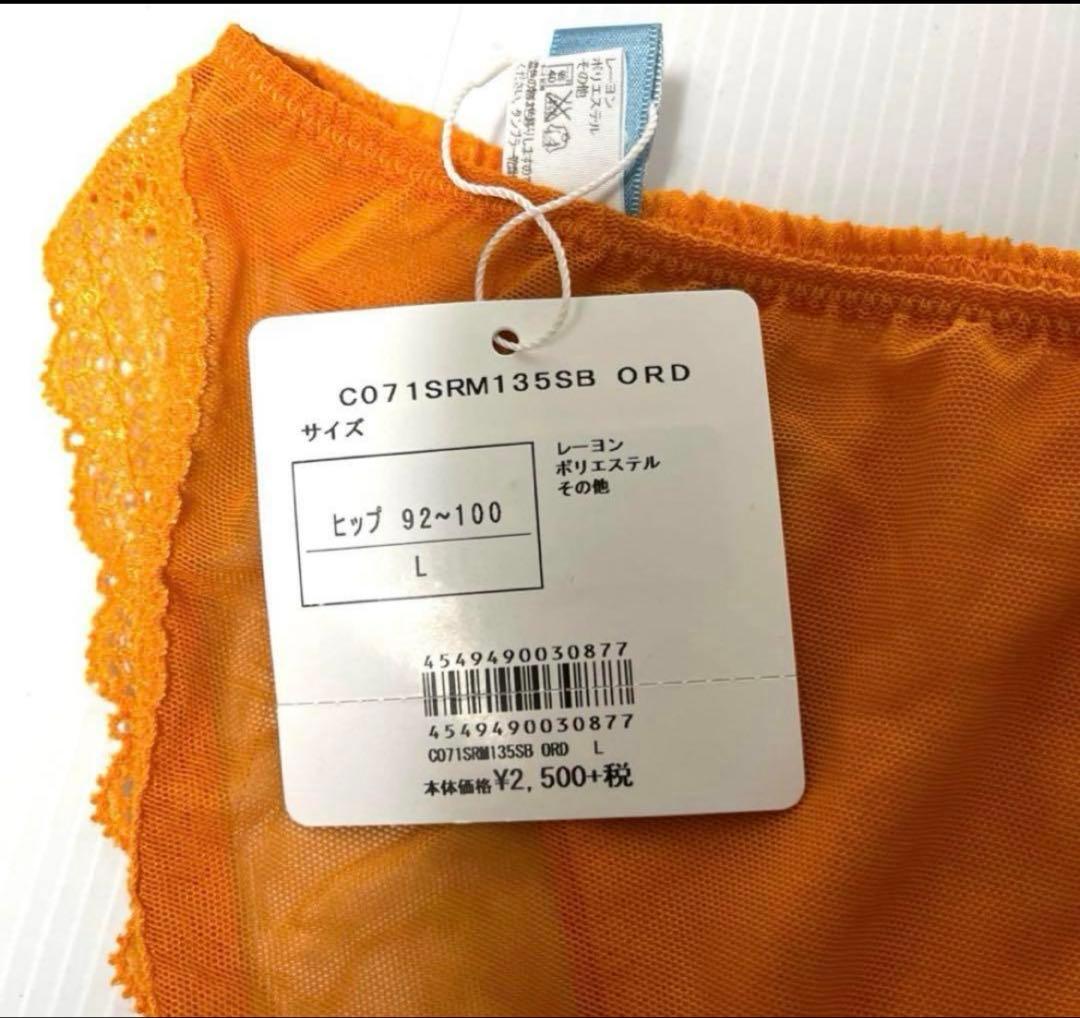 レーヨン
ポリエステル
その他
40
C071SRM135SB ORD
サイズ
ヒップ 92~100
L
レーヨン
ポリエステル
その他
4549490030877
4549490030877
C071SRM135SB ORD L
本体価格¥2,500+税